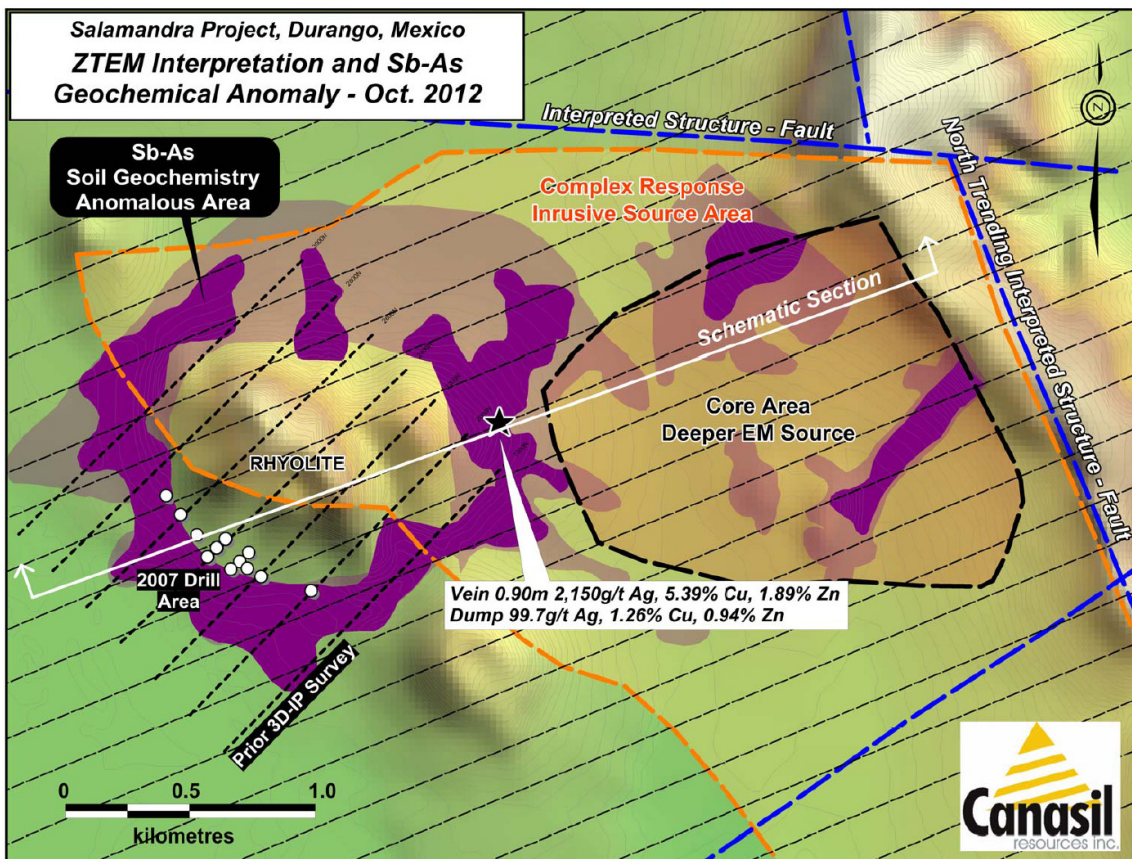 Salamandra Project, Durango, Mexico
ZTEM Interpretation and Sb-As
Geochemical Anomaly - Oct. 2012
Interpreted Structure - Fault
Sb-As
Soil Geochemistry
Anomalous Area
Complex Response
Inrusive Source Area
N
North Trending Interpreted Structure - Fault
Schematic Section
Core Area
Deeper EM Source
RHYOLITE
2007 Drill
Area
Vein 0.90m 2,150g/t Ag, 5.39% Cu, 1.89% Zn
Dump 99.7g/t Ag, 1.26% Cu, 0.94% Zn
Prior 3D-IP Survey
0 0.5 1.0
kilometres
Canasil
resources inc.